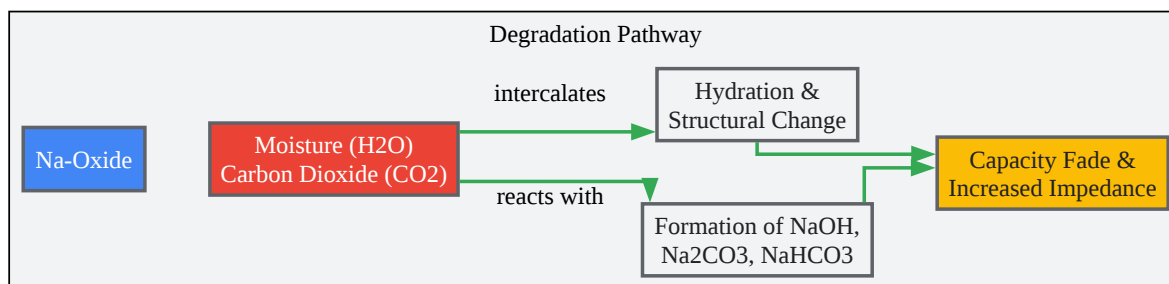 Degradation Pathway
Na-Oxide
Moisture (H2O)
Carbon Dioxide (CO2)
intercalates
reacts with
Hydration &
Structural Change
Formation of NaOH,
Na2CO3, NaHCO3
Capacity Fade &
Increased Impedance